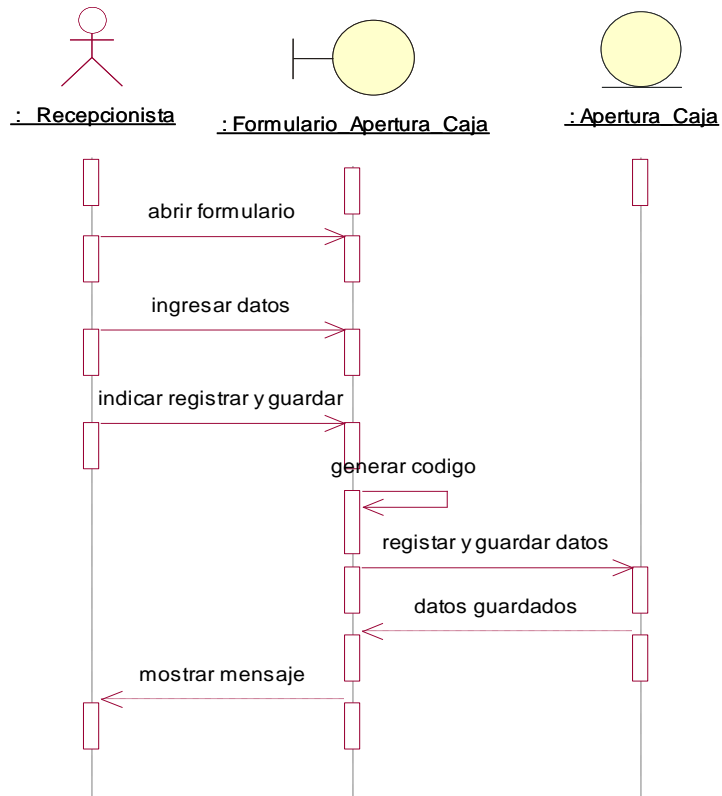 : Recepcionista
: Formulario_Apertura_Caja
: Apertura_Caja
abrir formulario
ingresar datos
indicar registrar y guardar
generar codigo
registar y guardar datos
datos guardados
mostrar mensaje